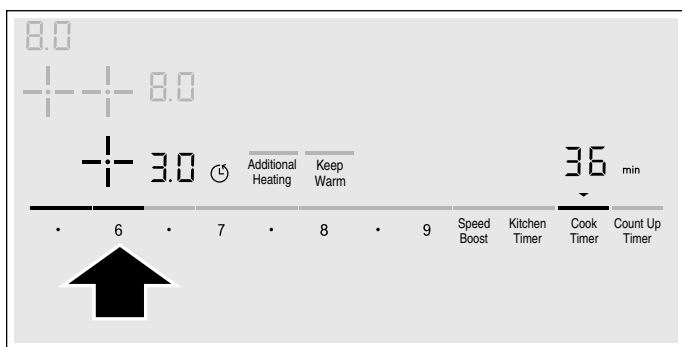 8.0
8.0
3.0 Additional Heating Keep Warm 36 min
· 6 · 7 · 8 · 9 Speed Boost Kitchen Timer Cook Timer Count Up Timer